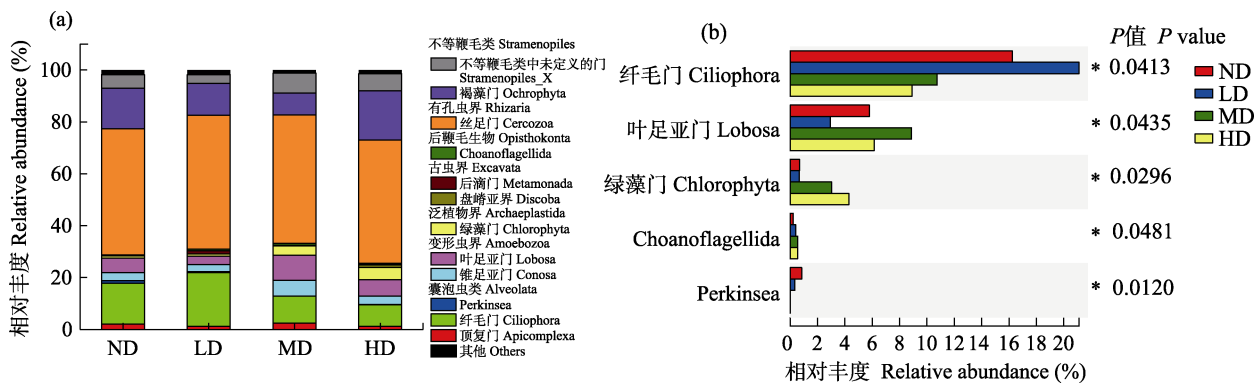 (a)
相对丰度 Relative abundance (%)
100
80
60
40
20
0
ND
LD
MD
HD
不等鞭毛类 Stramenopiles
不等鞭毛类中未定义的门
Stramenopiles_X
褐藻门 Ochrophyta
有孔虫界 Rhizaria
丝足门 Cercozoa
后鞭毛生物 Opisthokonta
Choanoflagellida
古虫界 Excavata
后滴门 Metamonada
盘嵴亚界 Discoba
泛植物界 Archaeplastida
绿藻门 Chlorophyta
变形虫界 Amoebozoa
叶足亚门 Lobosa
锥足亚门 Conosa
囊泡虫类 Alveolata
Perkinsea
纤毛门 Ciliophora
顶复门 Apicomplexa
其他 Others
(b)
P值 P value
纤毛门 Ciliophora
* 0.0413
叶足亚门 Lobosa
* 0.0435
绿藻门 Chlorophyta
* 0.0296
Choanoflagellida
* 0.0481
Perkinsea
* 0.0120
ND
LD
MD
HD
0 2 4 6 8 10 12 14 16 18 20
相对丰度 Relative abundance (%)